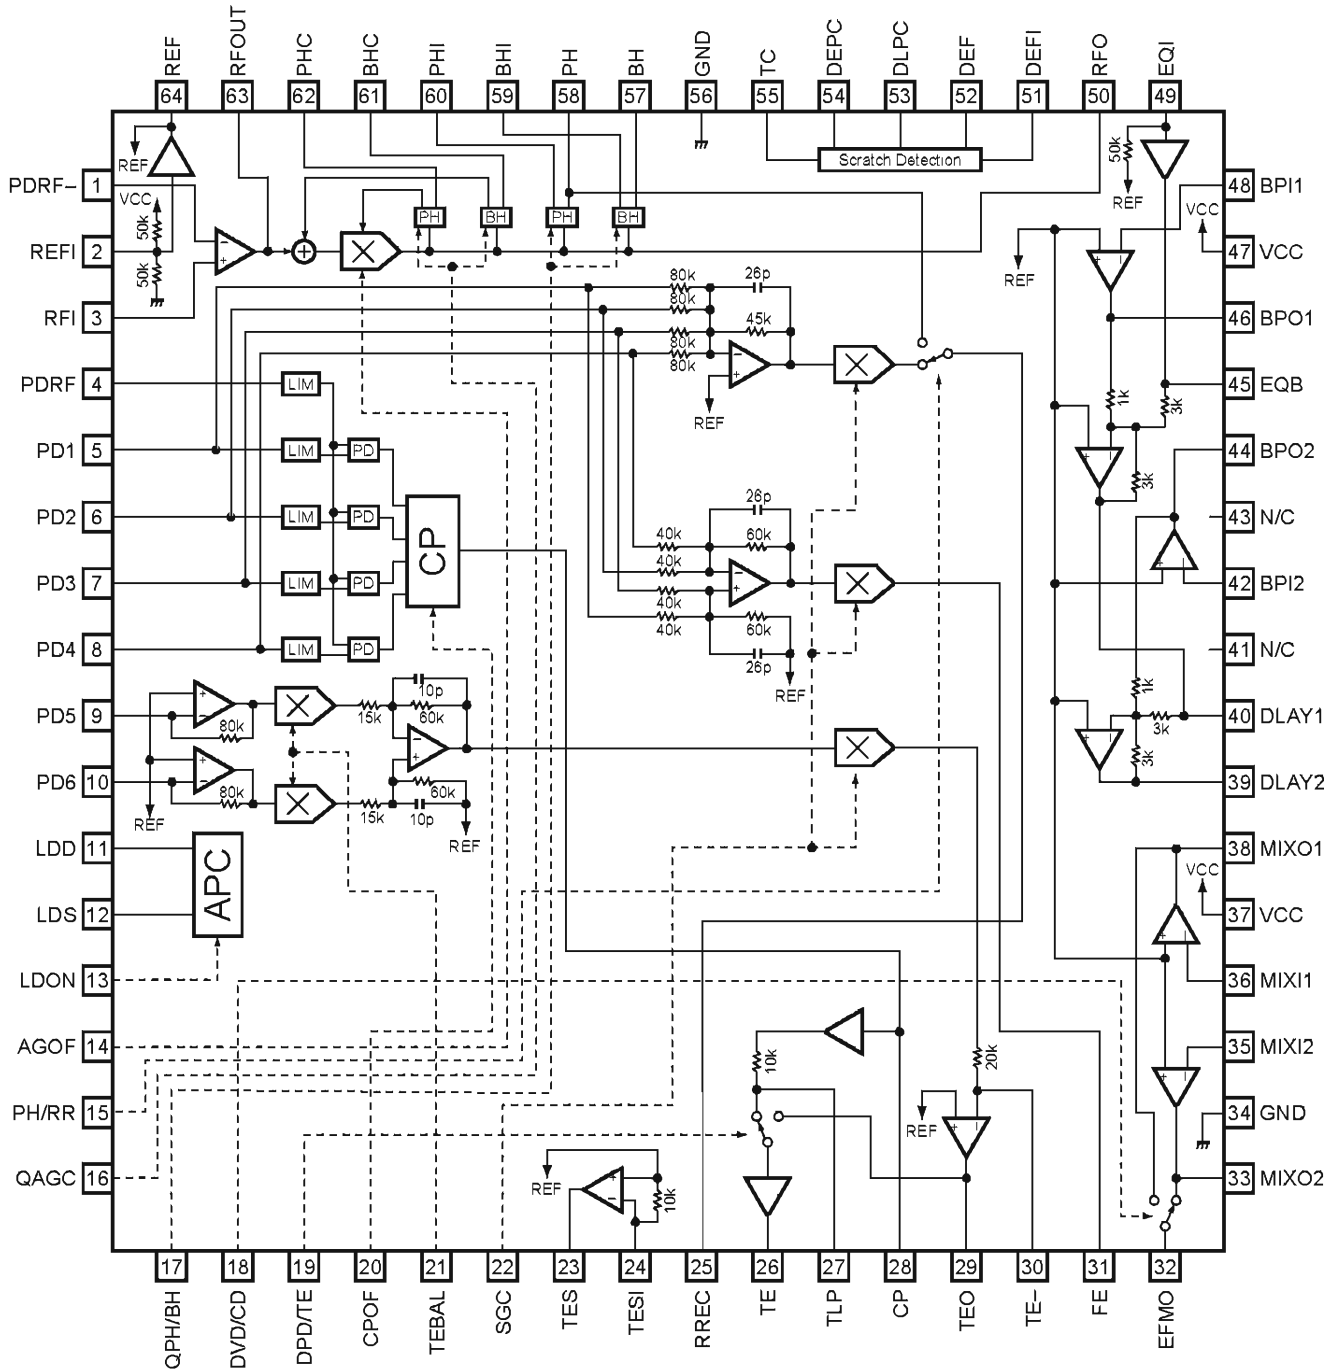 REF
RFOUT
PHC
BHC
PHI
BHI
PH
BH
GND
TC
DEPC
DLPC
DEF
DEFI
RFO
EQI
64
63
62
61
60
59
58
57
56
55
54
53
52
51
50
49
PDRF− 1
REFI 2
RFI 3
PDRF 4
PD1 5
PD2 6
PD3 7
PD4 8
PD5 9
PD6 10
LDD 11
LDS 12
LDON 13
AGOF 14
PH/RR 15
QAGC 16
REF
VCC
50k
50k
−
+
+
×
PH
BH
PH
BH
Scratch Detection
50k
REF
REF
LIM
LIM
LIM
LIM
LIM
PD
PD
PD
PD
CP
80k
80k
80k
80k
26p
45k
−
+
REF
×
40k
40k
40k
40k
26p
60k
−
+
60k
26p
REF
×
+
−
80k
×
15k
10p
60k
−
+
+
−
80k
×
15k
60k
10p
REF
REF
×
APC
10k
20k
REF
+
−
REF
+
−
10k
48 BPI1
VCC
47 VCC
46 BPO1
45 EQB
44 BPO2
43 N/C
42 BPI2
41 N/C
40 DLAY1
39 DLAY2
38 MIXO1
VCC
37 VCC
36 MIXI1
35 MIXI2
34 GND
33 MIXO2
+
−
1k
3k
+
−
3k
+
−
1k
3k
+
−
3k
+
−
+
−
17
18
19
20
21
22
23
24
25
26
27
28
29
30
31
32
QPH/BH
DVD/CD
DPD/TE
CPOF
TEBAL
SGC
TES
TESI
RREC
TE
TLP
CP
TEO
TE−
FE
EFMO